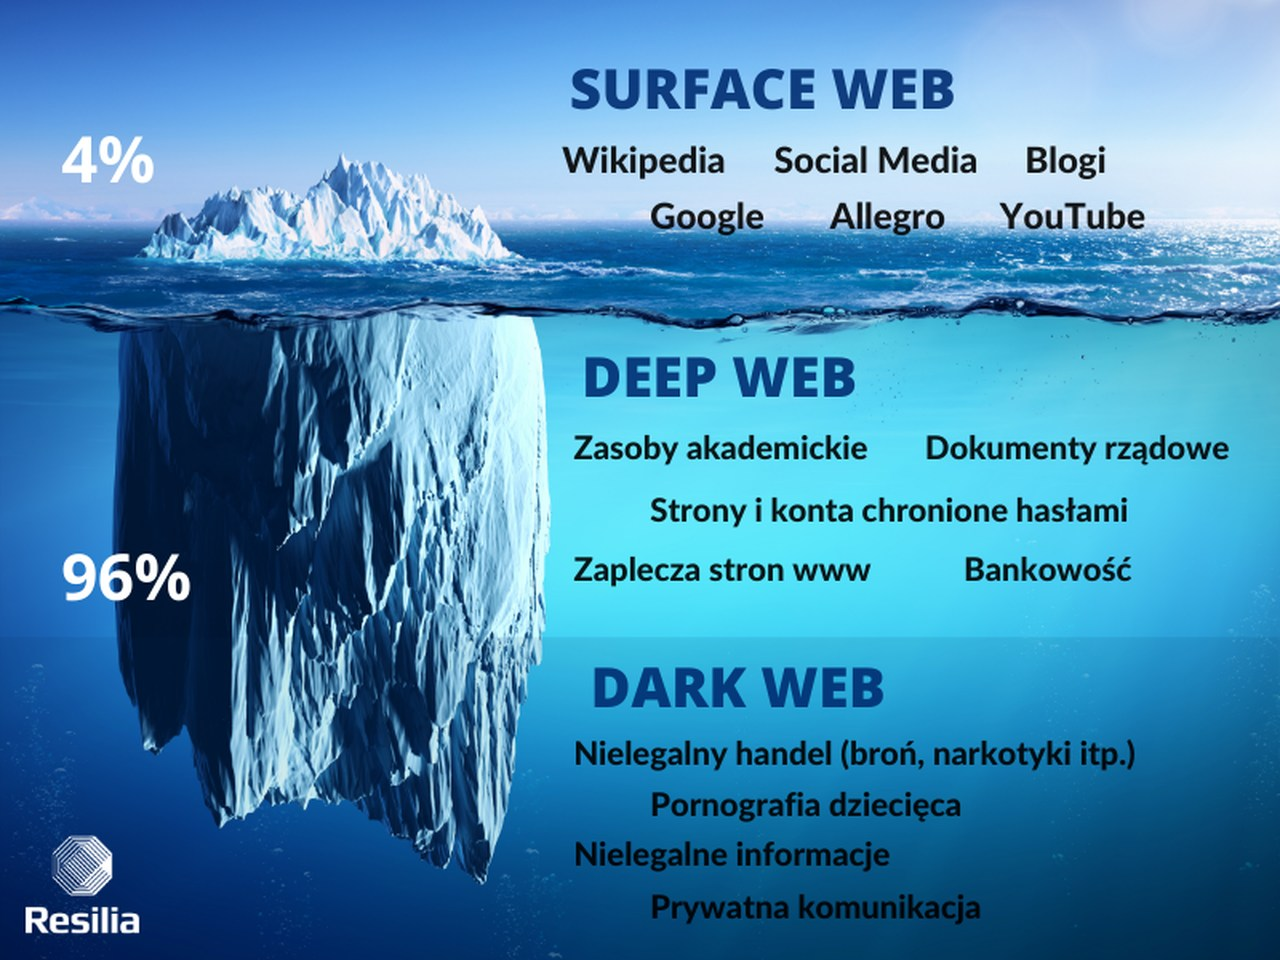 SURFACE WEB
4%
Wikipedia Social Media Blogi
Google Allegro YouTube
DEEP WEB
Zasoby akademickie Dokumenty rządowe
Strony i konta chronione hasłami
96%
Zaplecza stron www Bankowość
DARK WEB
Nielegalny handel (broń, narkotyki itp.)
Pornografia dziecięca
Nielegalne informacje
Prywatna komunikacja
Resilia